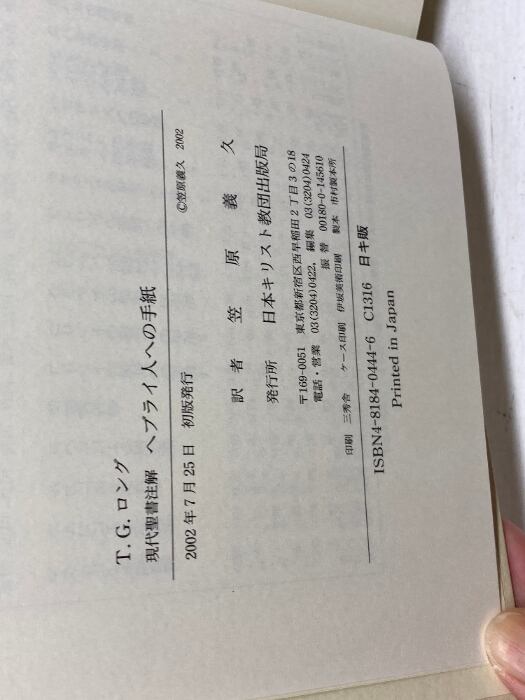 T.G. ロング
現代聖書注解 ヘブライ人への手紙
©笠原義久 2002
2002年7月25日 初版発行
訳者 笠原義久
発行所 日本キリスト教団出版局
〒169-0051 東京都新宿区西早稲田2丁目3の18
電話・営業 03(3204)0422, 編集 03(3204)0424
振替 00180-0-145610
印刷 三秀舎 ケース印刷 伊坂美術印刷 製本 市村製本所
ISBN4-8184-0444-6 C1316 日キ販
Printed in Japan